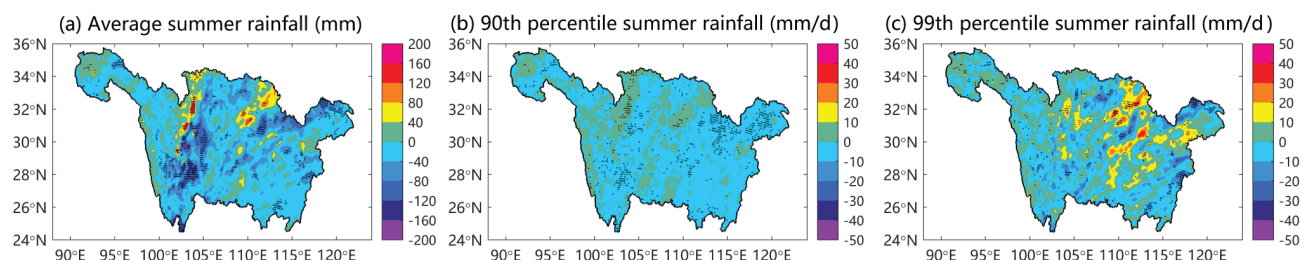 (a) Average summer rainfall (mm)
(b) 90th percentile summer rainfall (mm/d)
(c) 99th percentile summer rainfall (mm/d)
36°N
34°N
32°N
30°N
28°N
26°N
24°N
90°E 95°E 100°E 105°E 110°E 115°E 120°E
200
160
120
80
40
0
-40
-80
-120
-160
-200
36°N
34°N
32°N
30°N
28°N
26°N
24°N
90°E 95°E 100°E 105°E 110°E 115°E 120°E
50
40
30
20
10
0
-10
-20
-30
-40
-50
36°N
34°N
32°N
30°N
28°N
26°N
24°N
90°E 95°E 100°E 105°E 110°E 115°E 120°E
50
40
30
20
10
0
-10
-20
-30
-40
-50